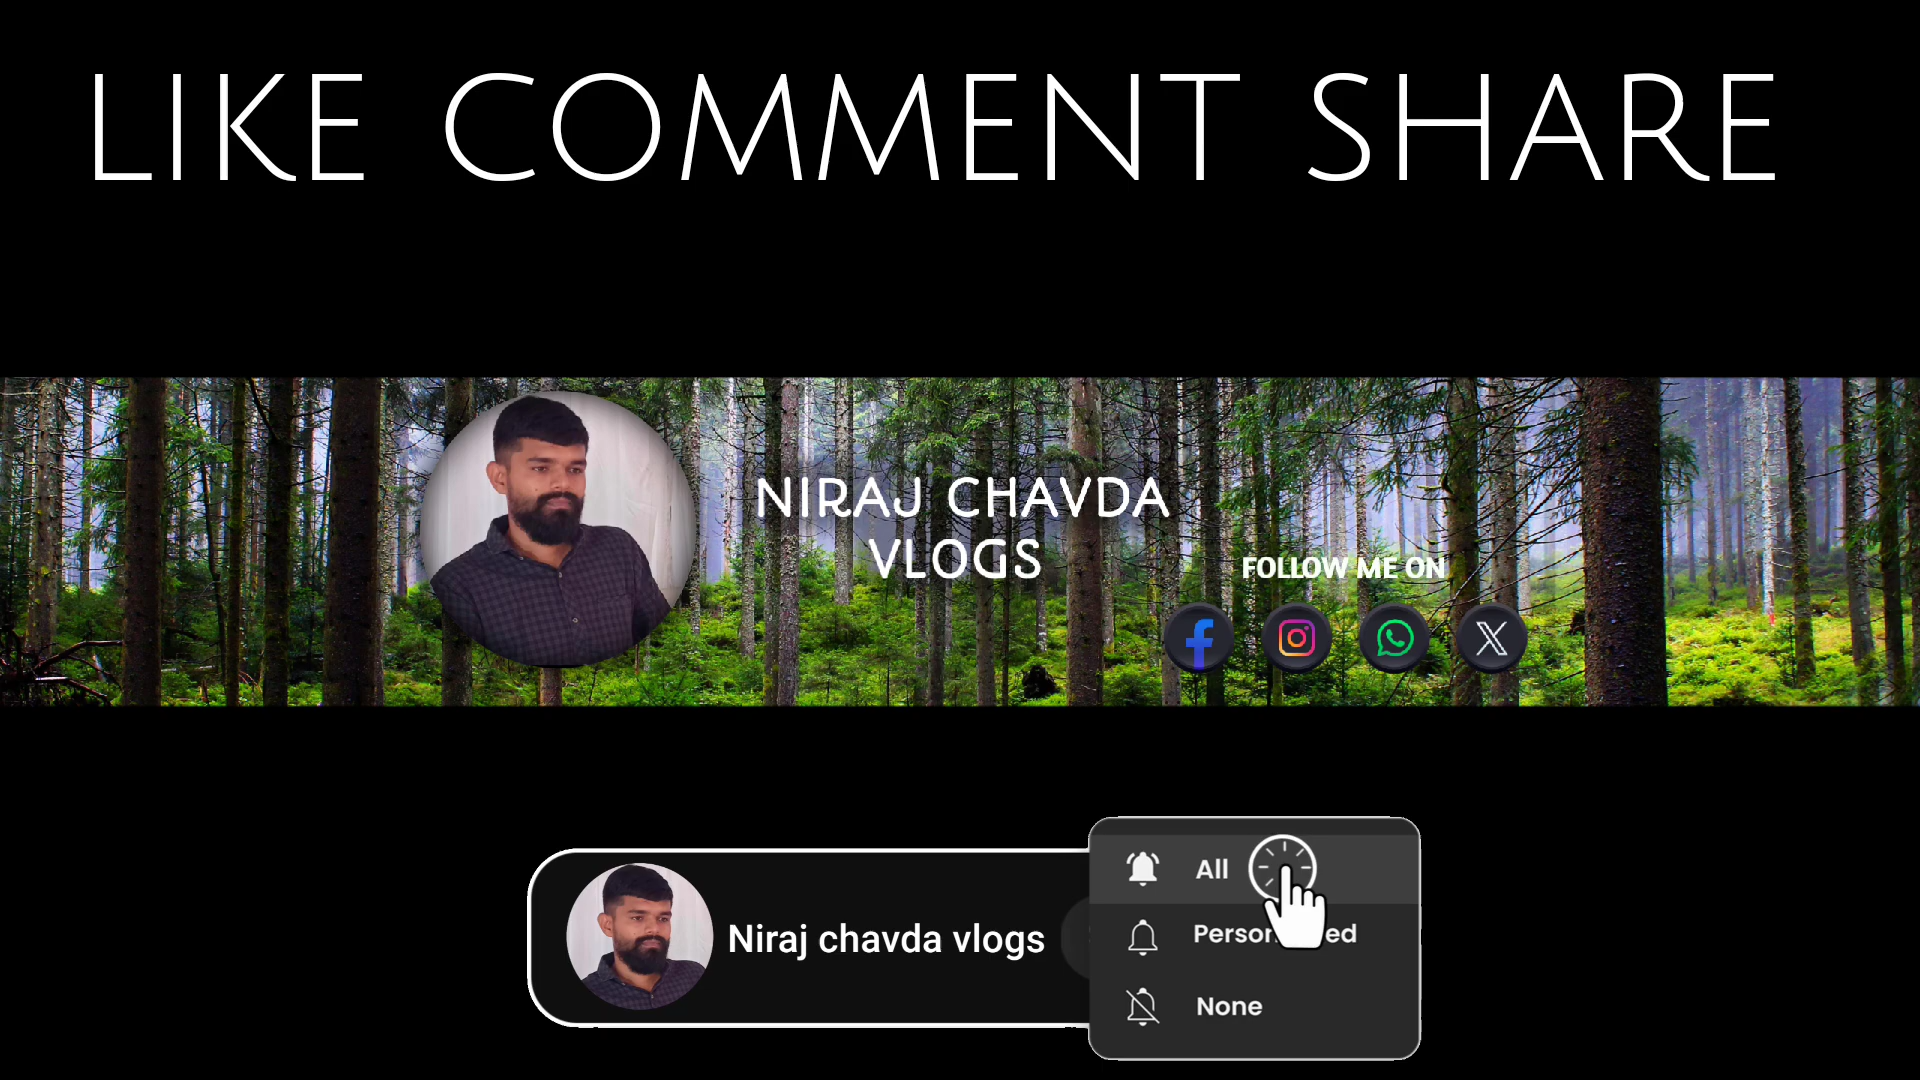 LIKE COMMENT SHARE
NIRAJ CHAVDA
VLOGS
FOLLOW ME ON
Niraj chavda vlogs
All
None